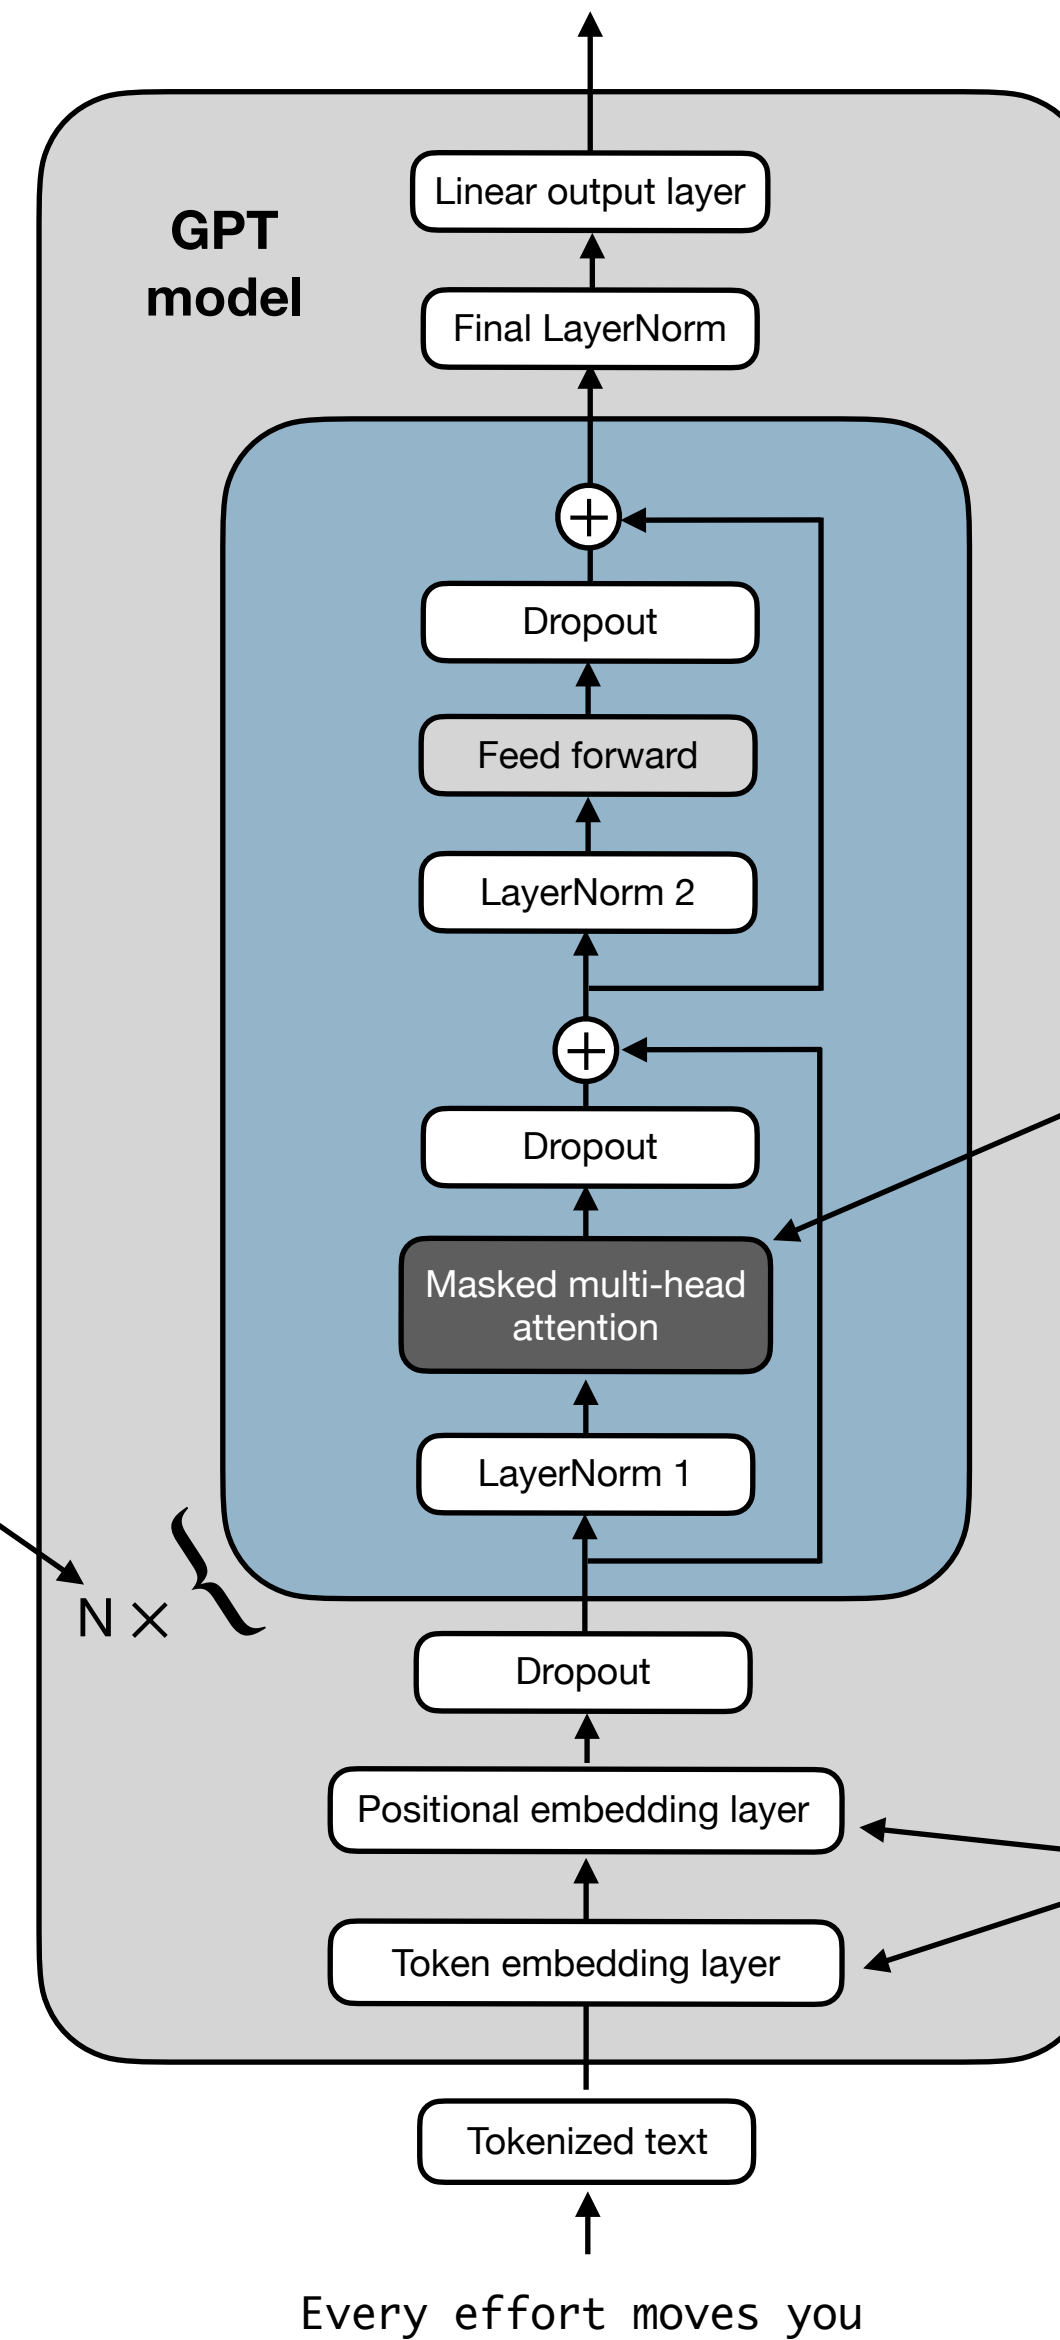 GPT
model
Linear output layer
Final LayerNorm
Dropout
Feed forward
LayerNorm 2
Dropout
Masked multi-head
attention
LayerNorm 1
N ×
Dropout
Positional embedding layer
Token embedding layer
Tokenized text
Every effort moves you